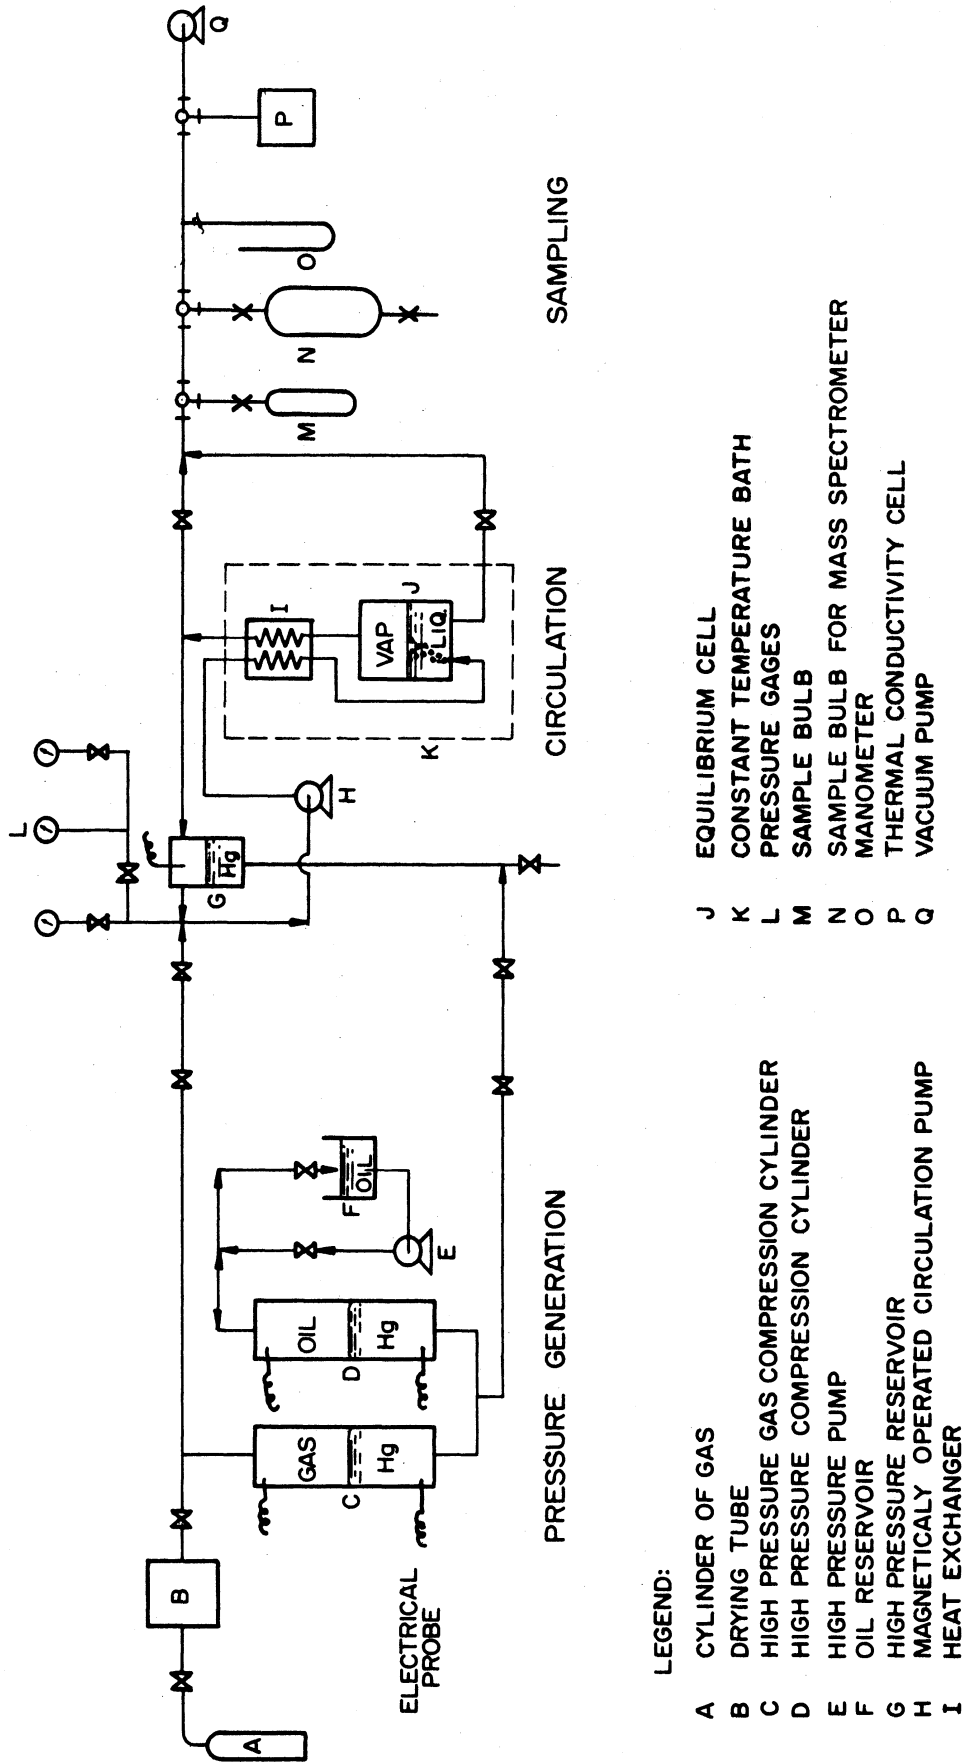 L
A
B
C
GAS
Hg
D
OIL
Hg
E
F
OIL
G
Hg
H
I
J
VAP
LIQ.
K
M
N
O
P
Q
ELECTRICAL
PROBE
PRESSURE GENERATION
CIRCULATION
SAMPLING
LEGEND:
A CYLINDER OF GAS
B DRYING TUBE
C HIGH PRESSURE GAS COMPRESSION CYLINDER
D HIGH PRESSURE COMPRESSION CYLINDER
E HIGH PRESSURE PUMP
F OIL RESERVOIR
G HIGH PRESSURE RESERVOIR
H MAGNETICALY OPERATED CIRCULATION PUMP
I HEAT EXCHANGER
J EQUILIBRIUM CELL
K CONSTANT TEMPERATURE BATH
L PRESSURE GAGES
M SAMPLE BULB
N SAMPLE BULB FOR MASS SPECTROMETER
O MANOMETER
P THERMAL CONDUCTIVITY CELL
Q VACUUM PUMP